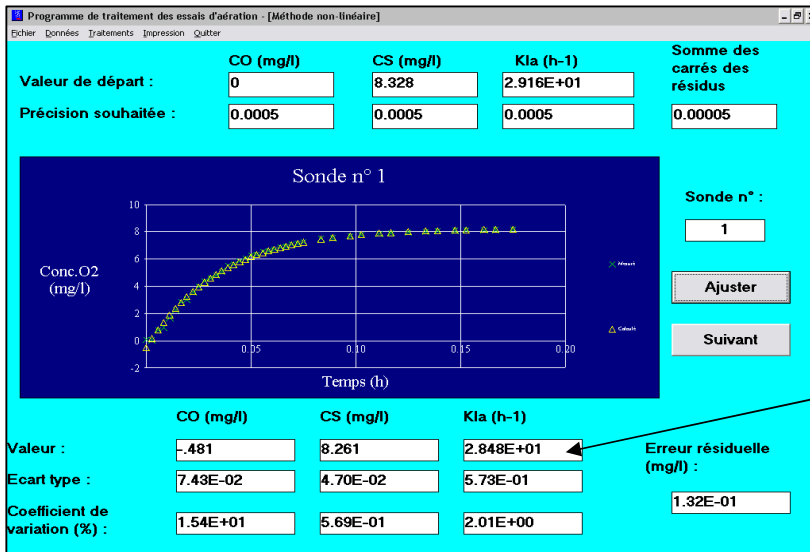 Programme de traitement des essais d'aération - [Méthode non-linéaire]
Fichier Données Traitements Impression Quitter
CO (mg/l) CS (mg/l) Kla (h-1) Somme des carrés des résidus
Valeur de départ : 0 8.328 2.916E+01
Précision souhaitée : 0.0005 0.0005 0.0005 0.00005
Sonde n° 1
10
8
6
4
2
0
-2
Conc.O2
(mg/l)
0.05 0.10 0.15 0.20
Temps (h)
Mesuré
Calculé
Sonde n° :
1
Ajuster
Suivant
CO (mg/l) CS (mg/l) Kla (h-1)
Valeur : -.481 8.261 2.848E+01
Ecart type : 7.43E-02 4.70E-02 5.73E-01
Coefficient de
variation (%) : 1.54E+01 5.69E-01 2.01E+00
Erreur résiduelle
(mg/l) :
1.32E-01